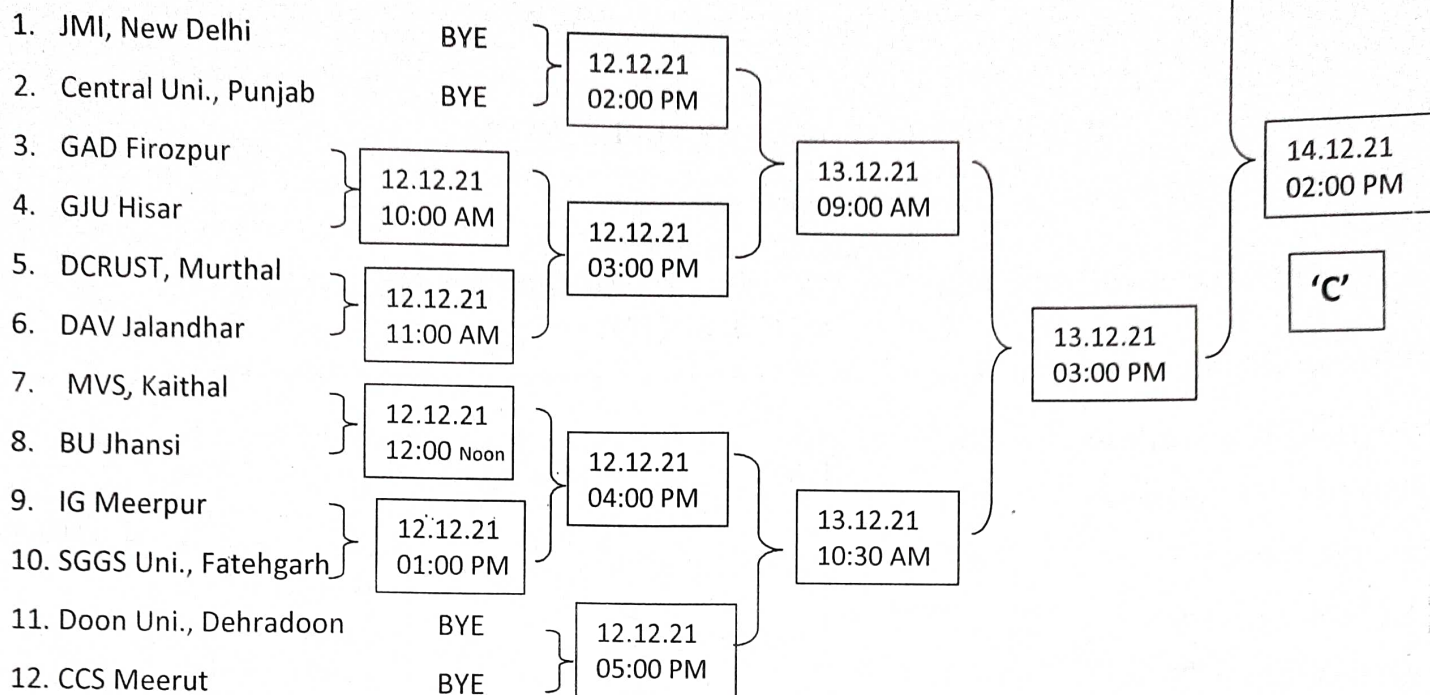 1. JMI, New Delhi BYE
12.12.21
02:00 PM
2. Central Uni., Punjab BYE
3. GAD Firozpur
12.12.21
10:00 AM
4. GJU Hisar
12.12.21
03:00 PM
13.12.21
09:00 AM
14.12.21
02:00 PM
5. DCRUST, Murthal
12.12.21
11:00 AM
6. DAV Jalandhar
‘C’
7. MVS, Kaithal
12.12.21
12:00 Noon
8. BU Jhansi
13.12.21
03:00 PM
12.12.21
04:00 PM
9. IG Meerpur
12.12.21
01:00 PM
10. SGGS Uni., Fatehgarh
13.12.21
10:30 AM
11. Doon Uni., Dehradoon BYE
12.12.21
05:00 PM
12. CCS Meerut BYE